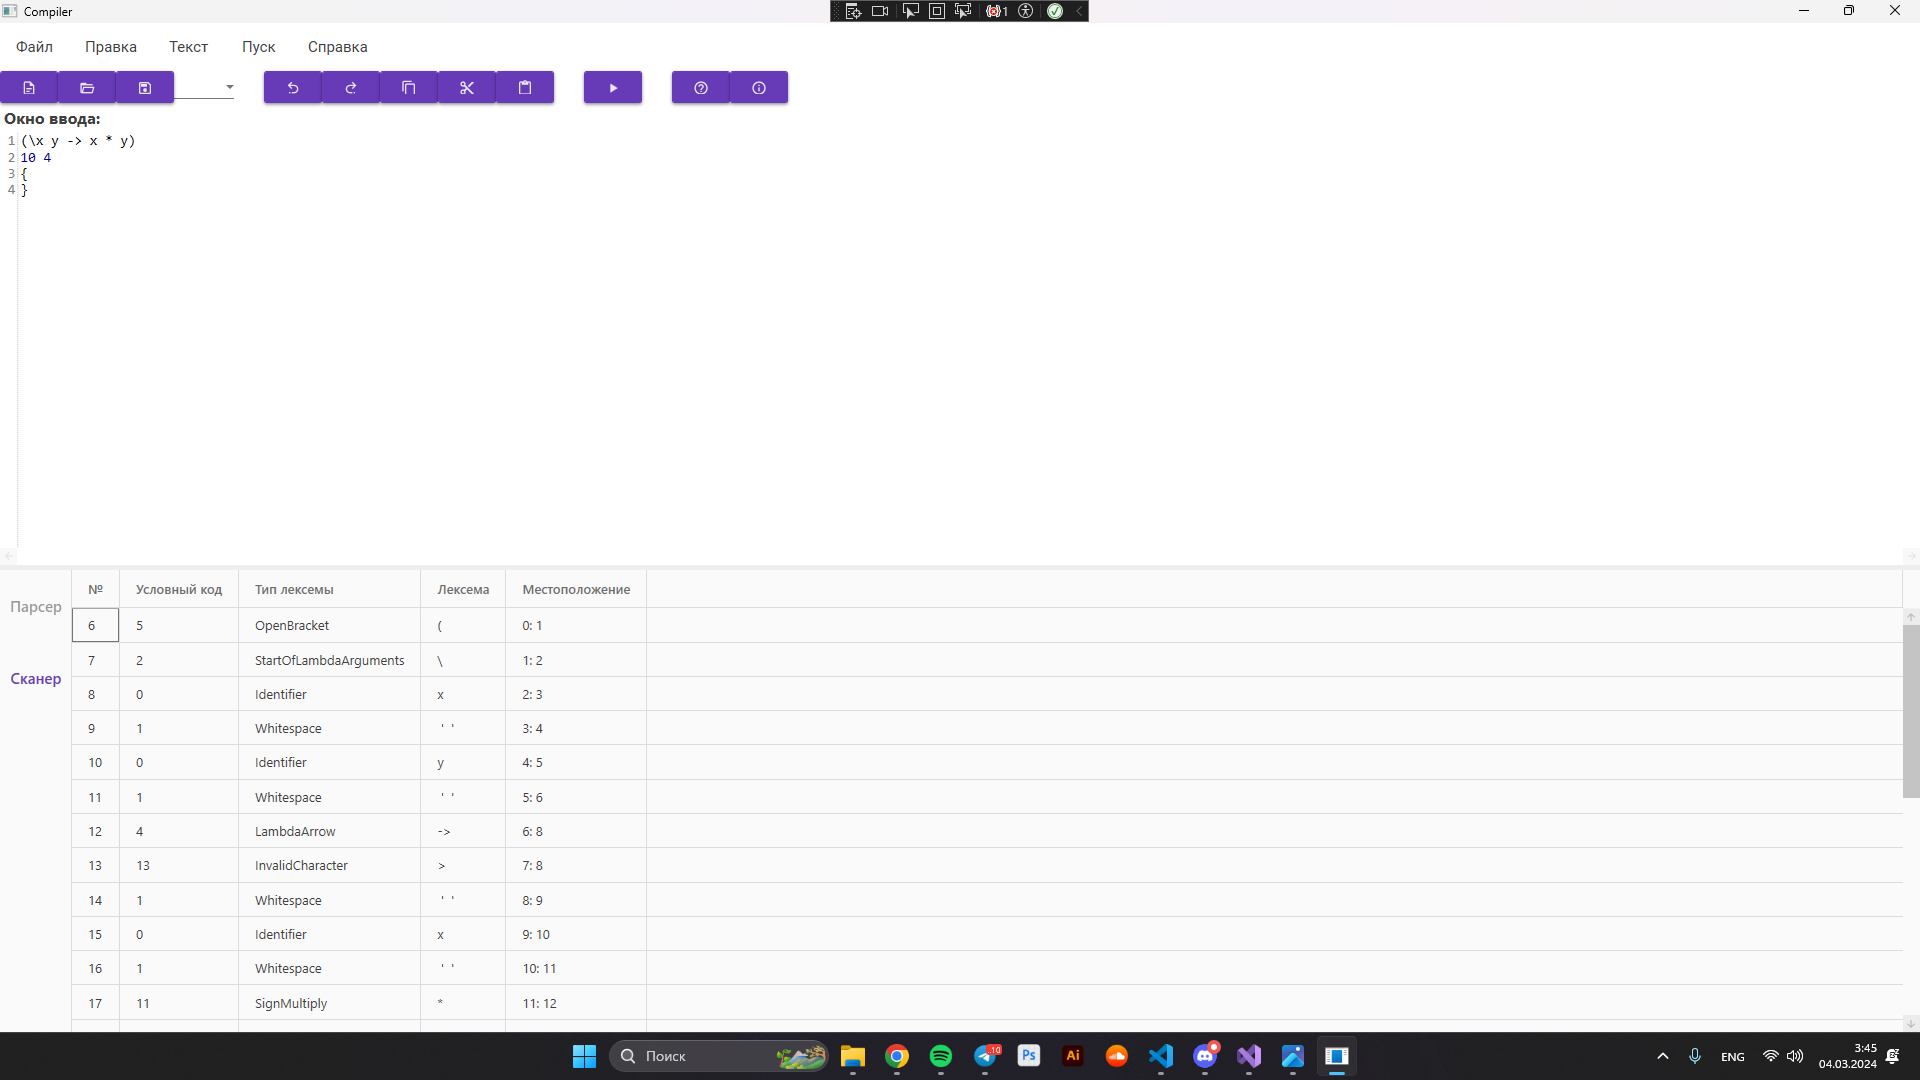 Compiler
1
Файл Правка Текст Пуск Справка
Окно ввода:
1 (\x y -> x * y)
2 10 4
3 {
4 }
Парсер
Сканер
№ Условный код Тип лексемы Лексема Местоположение
6 5 OpenBracket ( 0: 1
7 2 StartOfLambdaArguments \ 1: 2
8 0 Identifier x 2: 3
9 1 Whitespace ' ' 3: 4
10 0 Identifier y 4: 5
11 1 Whitespace ' ' 5: 6
12 4 LambdaArrow -> 6: 8
13 13 InvalidCharacter > 7: 8
14 1 Whitespace ' ' 8: 9
15 0 Identifier x 9: 10
16 1 Whitespace ' ' 10: 11
17 11 SignMultiply * 11: 12
Поиск
10
Ps
Ai
ENG
3:45
04.03.2024